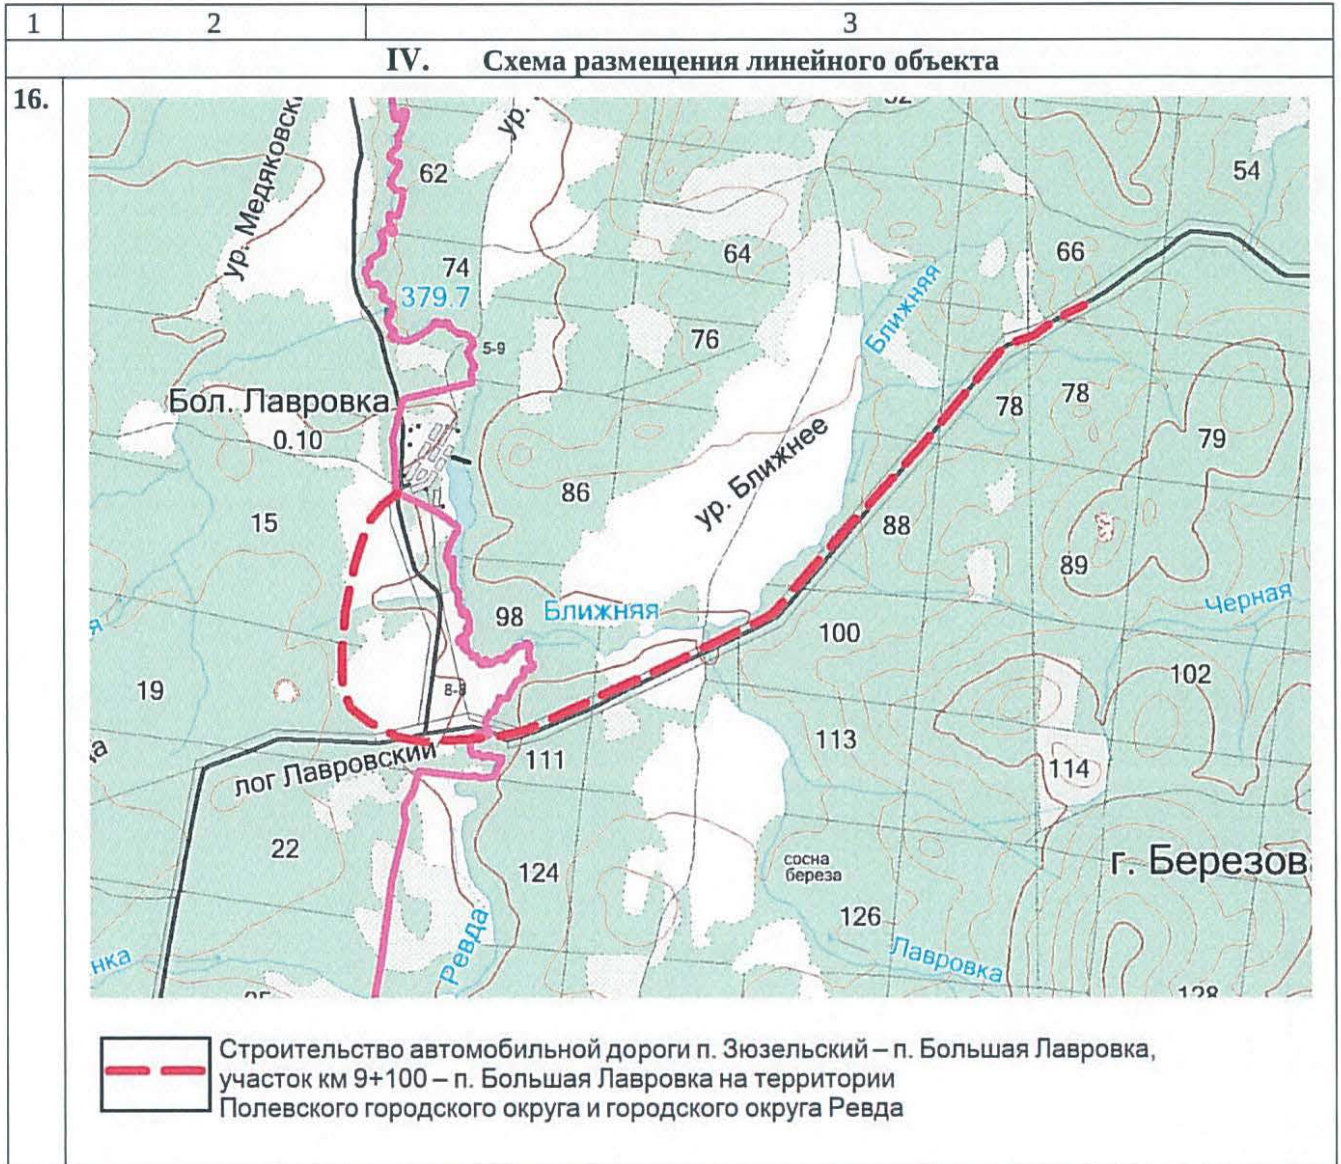 1 2 3
IV. Схема размещения линейного объекта
16.
ур. Медяковск
ур.
62
54
74
64
66
379.7
Ближняя
5-9
76
Бол. Лавровка
0.10
78
78
79
ур. Ближнее
86
15
88
89
98
Ближняя
Черная
100
я
19
8-8
102
113
111
114
лог Лавровский
22
124
сосна
береза
г. Березов
126
Ревда
Лавровка
нка
128
Строительство автомобильной дороги п. Зюзельский – п. Большая Лавровка,
участок км 9+100 – п. Большая Лавровка на территории
Полевского городского округа и городского округа Ревда